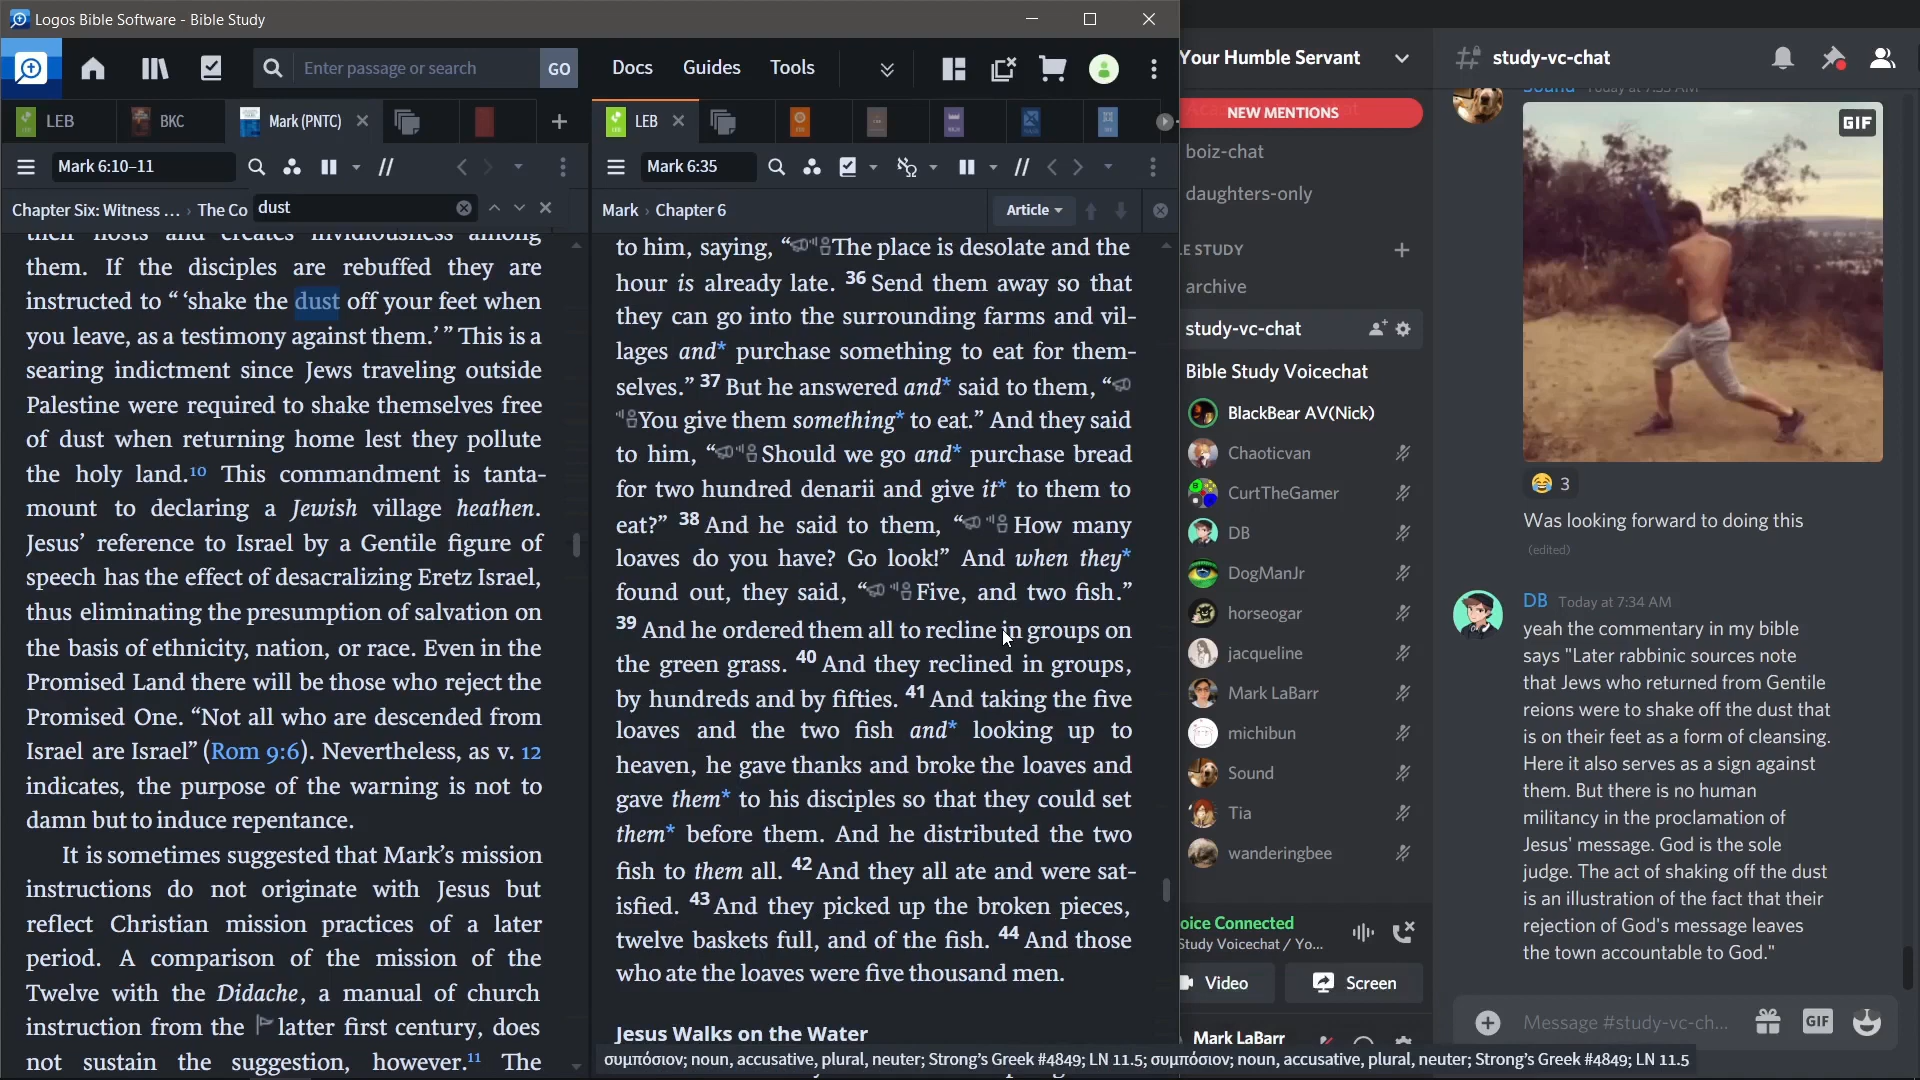 Logos Bible Software - Bible Study
Enter passage or search
GO
Docs
Guides
Tools
LEB
BKC
Mark (PNTC)
Mark 6:10–11
Chapter Six: Witness ... › The Co
dust
them. If the disciples are rebuffed they are
instructed to “ ‘shake the dust off your feet when
you leave, as a testimony against them.’ ” This is a
searing indictment since Jews traveling outside
Palestine were required to shake themselves free
of dust when returning home lest they pollute
the holy land.10 This commandment is tanta-
mount to declaring a Jewish village heathen.
Jesus’ reference to Israel by a Gentile figure of
speech has the effect of desacralizing Eretz Israel,
thus eliminating the presumption of salvation on
the basis of ethnicity, nation, or race. Even in the
Promised Land there will be those who reject the
Promised One. “Not all who are descended from
Israel are Israel” (Rom 9:6). Nevertheless, as v. 12
indicates, the purpose of the warning is not to
damn but to induce repentance.
It is sometimes suggested that Mark’s mission
instructions do not originate with Jesus but
reflect Christian mission practices of a later
period. A comparison of the mission of the
Twelve with the Didache, a manual of church
instruction from the latter first century, does
not sustain the suggestion, however.11 The
LEB
Mark 6:35
Mark › Chapter 6
Article
to him, saying, “The place is desolate and the
hour is already late. 36 Send them away so that
they can go into the surrounding farms and vil-
lages and* purchase something to eat for them-
selves.” 37 But he answered and* said to them, “
You give them something* to eat.” And they said
to him, “Should we go and* purchase bread
for two hundred denarii and give it* to them to
eat?” 38 And he said to them, “How many
loaves do you have? Go look!” And when they*
found out, they said, “Five, and two fish.”
39 And he ordered them all to recline in groups on
the green grass. 40 And they reclined in groups,
by hundreds and by fifties. 41 And taking the five
loaves and the two fish and* looking up to
heaven, he gave thanks and broke the loaves and
gave them* to his disciples so that they could set
them* before them. And he distributed the two
fish to them all. 42 And they all ate and were sat-
isfied. 43 And they picked up the broken pieces,
twelve baskets full, and of the fish. 44 And those
who ate the loaves were five thousand men.
Jesus Walks on the Water
συμπόσιον; noun, accusative, plural, neuter; Strong’s Greek #4849; LN 11.5; συμπόσιον; noun, accusative, plural, neuter; Strong’s Greek #4849; LN 11.5
Your Humble Servant
NEW MENTIONS
boiz-chat
daughters-only
E STUDY
archive
study-vc-chat
Bible Study Voicechat
BlackBear AV(Nick)
Chaoticvan
CurtTheGamer
DB
DogManJr
horseogar
jacqueline
Mark LaBarr
michibun
Sound
Tia
wanderingbee
oice Connected
Study Voicechat / Yo...
Video
Screen
Mark LaBarr
study-vc-chat
Sound Today at 7:33 AM
GIF
3
Was looking forward to doing this
(edited)
DB Today at 7:34 AM
yeah the commentary in my bible
says "Later rabbinic sources note
that Jews who returned from Gentile
reions were to shake off the dust that
is on their feet as a form of cleansing.
Here it also serves as a sign against
them. But there is no human
militancy in the proclamation of
Jesus' message. God is the sole
judge. The act of shaking off the dust
is an illustration of the fact that their
rejection of God's message leaves
the town accountable to God."
Message #study-vc-ch...
GIF